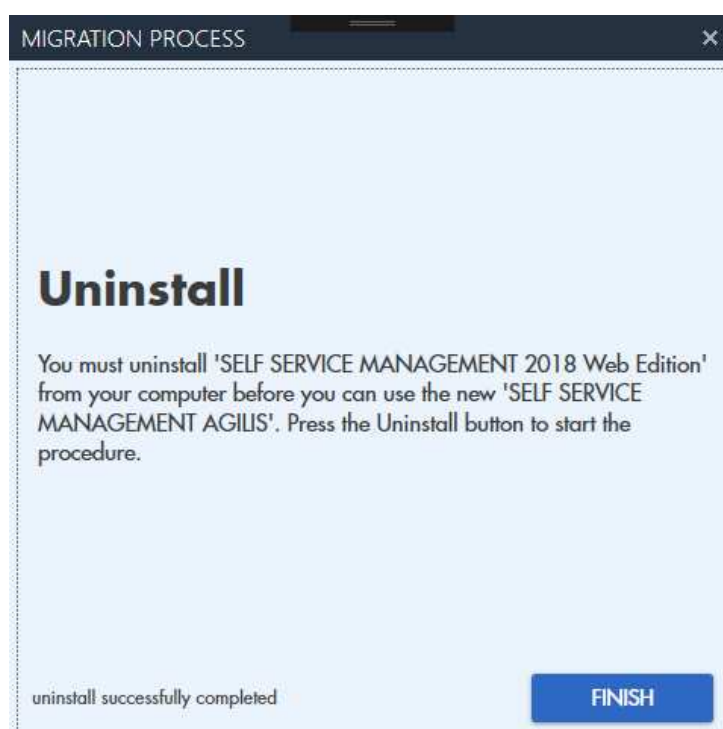 MIGRATION PROCESS
Uninstall
You must uninstall 'SELF SERVICE MANAGEMENT 2018 Web Edition'
from your computer before you can use the new 'SELF SERVICE
MANAGEMENT AGILIS'. Press the Uninstall button to start the
procedure.
uninstall successfully completed
FINISH